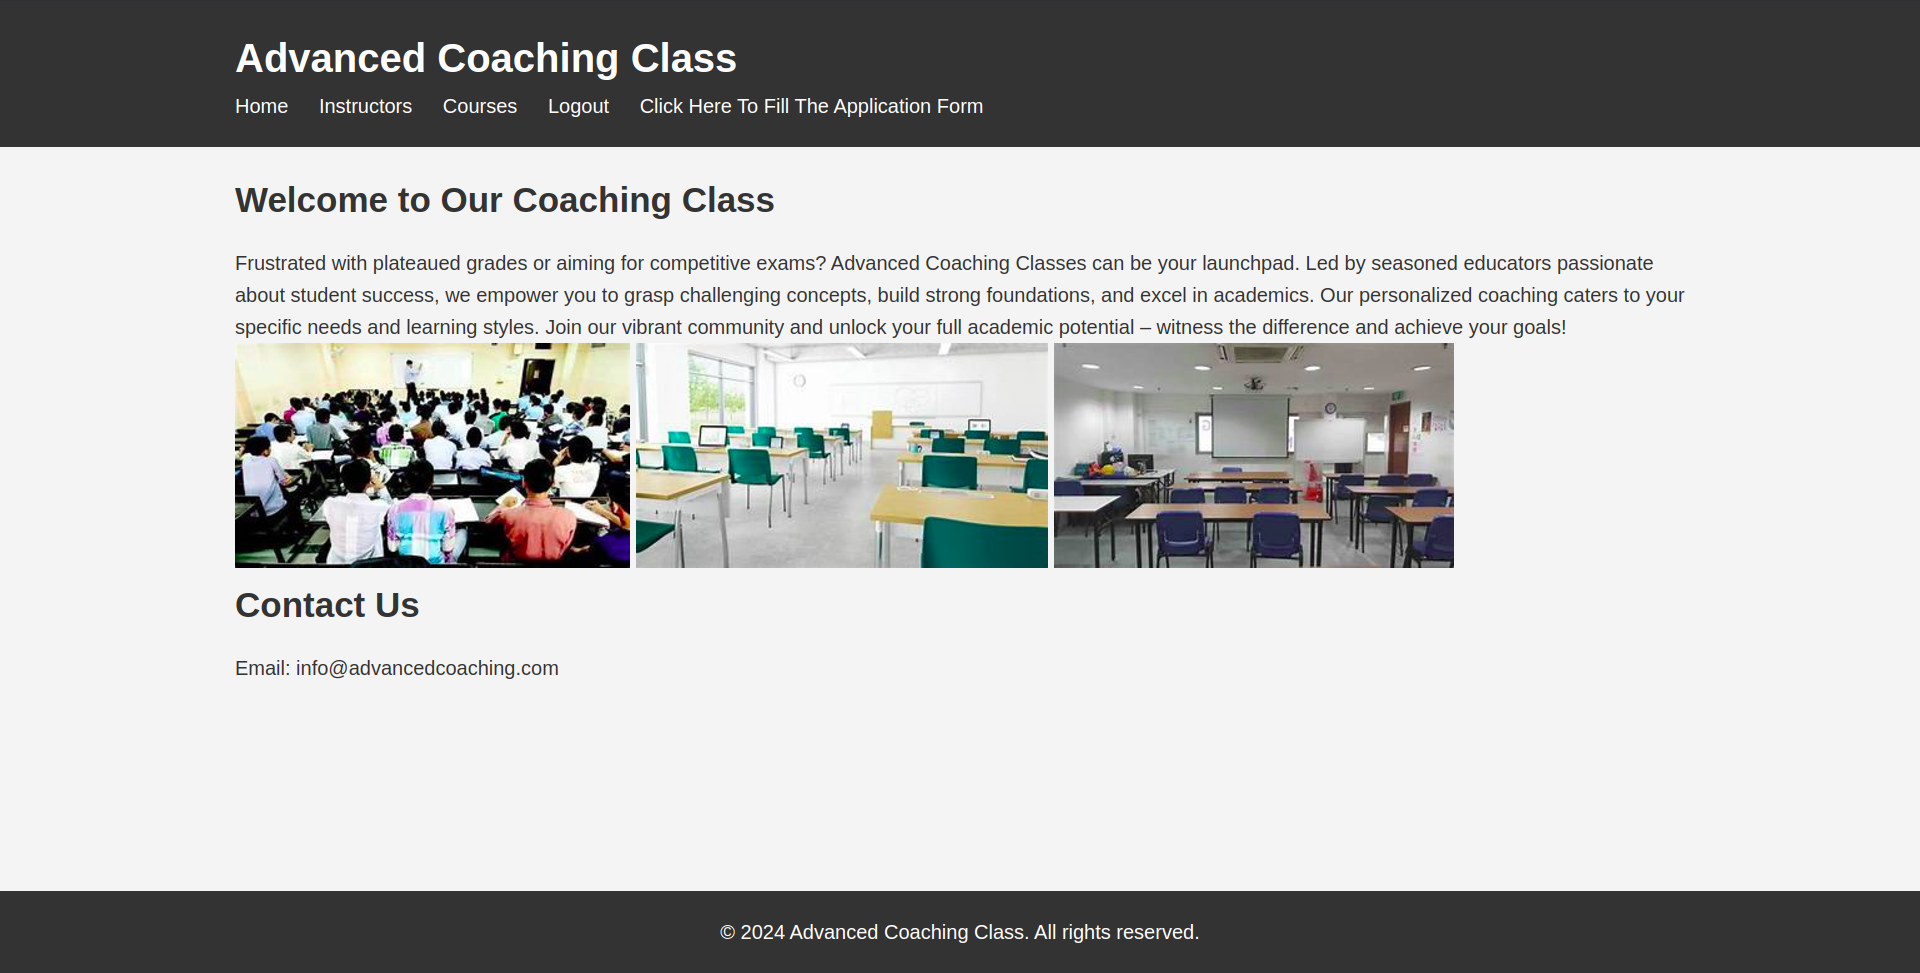 Advanced Coaching Class
Home Instructors Courses Logout Click Here To Fill The Application Form
Welcome to Our Coaching Class
Frustrated with plateaued grades or aiming for competitive exams? Advanced Coaching Classes can be your launchpad. Led by seasoned educators passionate
about student success, we empower you to grasp challenging concepts, build strong foundations, and excel in academics. Our personalized coaching caters to your
specific needs and learning styles. Join our vibrant community and unlock your full academic potential – witness the difference and achieve your goals!
Contact Us
Email: info@advancedcoaching.com
© 2024 Advanced Coaching Class. All rights reserved.